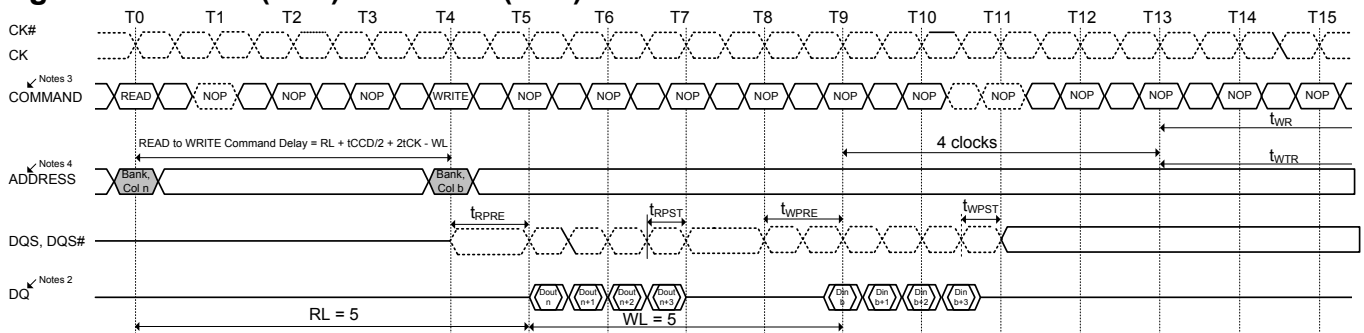 T0 T1 T2 T3 T4 T5 T6 T7 T8 T9 T10 T11 T12 T13 T14 T15
CK#
CK
Notes 3
COMMAND READ NOP NOP NOP WRITE NOP NOP NOP NOP NOP NOP NOP NOP NOP NOP NOP
tWR
READ to WRITE Command Delay = RL + tCCD/2 + 2tCK - WL
4 clocks
Notes 4
tWTR
ADDRESS
Bank, Col n
Bank, Col b
tRPRE tRPST tWPRE tWPST
DQS, DQS#
Notes 2
DQ
Dout n
Dout n+1
Dout n+2
Dout n+3
Din b
Din b+1
Din b+2
Din b+3
RL = 5 WL = 5